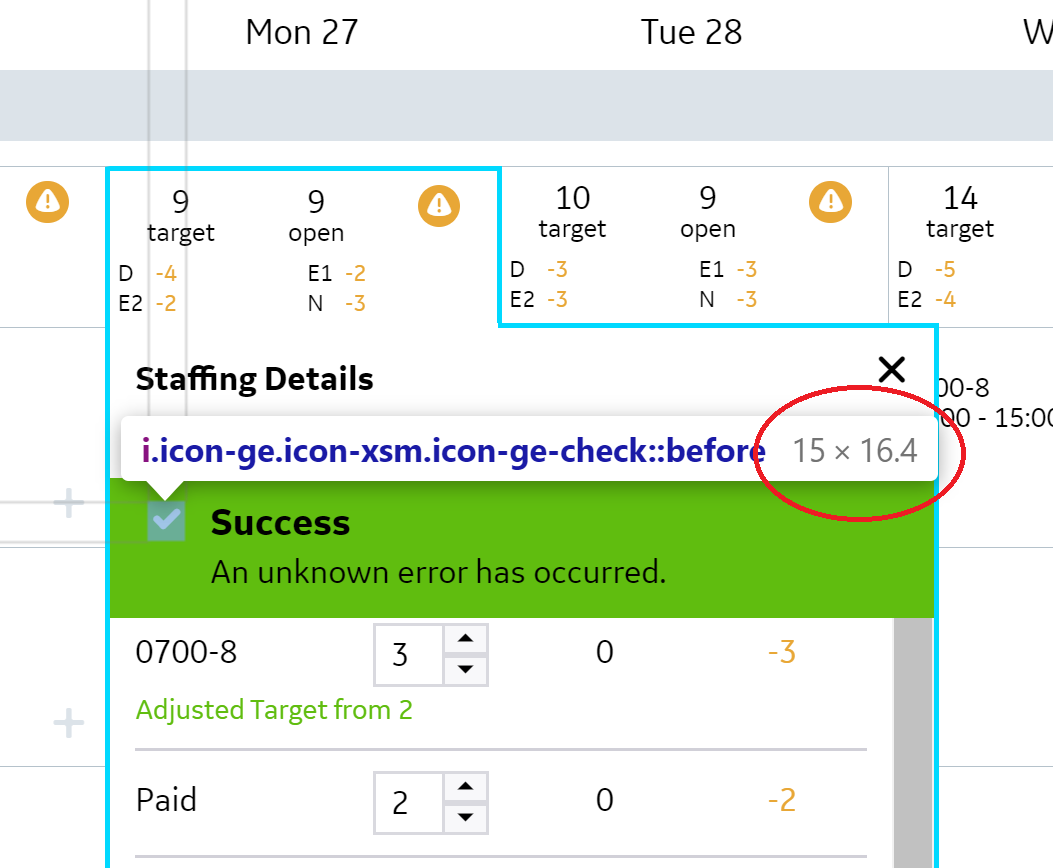 Mon 27
Tue 28
W
9 target
9 open
10 target
9 open
14 target
D -4
E1 -2
D -3
E1 -3
D -5
E2 -2
N -3
E2 -3
N -3
E2 -4
Staffing Details
00-8
00 - 15:00
i.icon-ge.icon-xsm.icon-ge-check::before 15 × 16.4
Success
An unknown error has occurred.
0700-8 3 0 -3
Adjusted Target from 2
Paid 2 0 -2